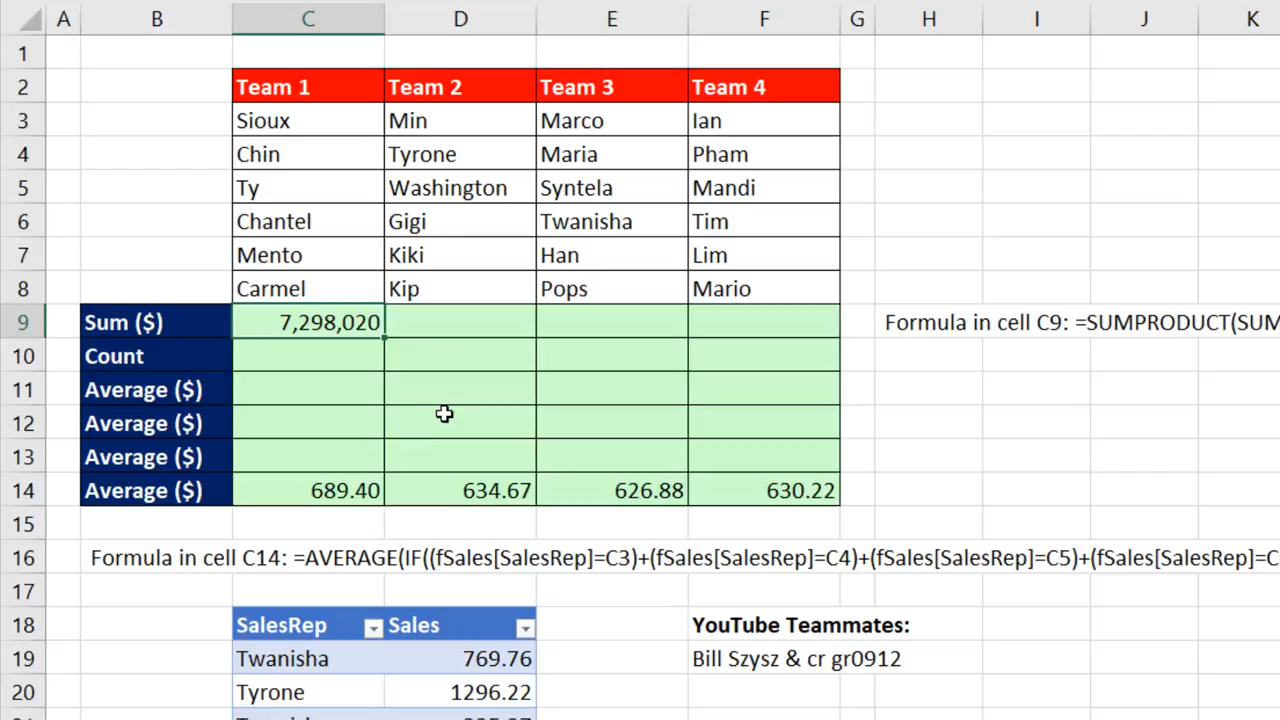 A B C D E F G H I J K
1
2 Team 1 Team 2 Team 3 Team 4
3 Sioux Min Marco Ian
4 Chin Tyrone Maria Pham
5 Ty Washington Syntela Mandi
6 Chantel Gigi Twanisha Tim
7 Mento Kiki Han Lim
8 Carmel Kip Pops Mario
9 Sum ($) 7,298,020 Formula in cell C9: =SUMPRODUCT(SUM
10 Count
11 Average ($)
12 Average ($)
13 Average ($)
14 Average ($) 689.40 634.67 626.88 630.22
15
16 Formula in cell C14: =AVERAGE(IF((fSales[SalesRep]=C3)+(fSales[SalesRep]=C4)+(fSales[SalesRep]=C5)+(fSales[SalesRep]=C
17
18 SalesRep Sales YouTube Teammates:
19 Twanisha 769.76 Bill Szysz & cr gr0912
20 Tyrone 1296.22